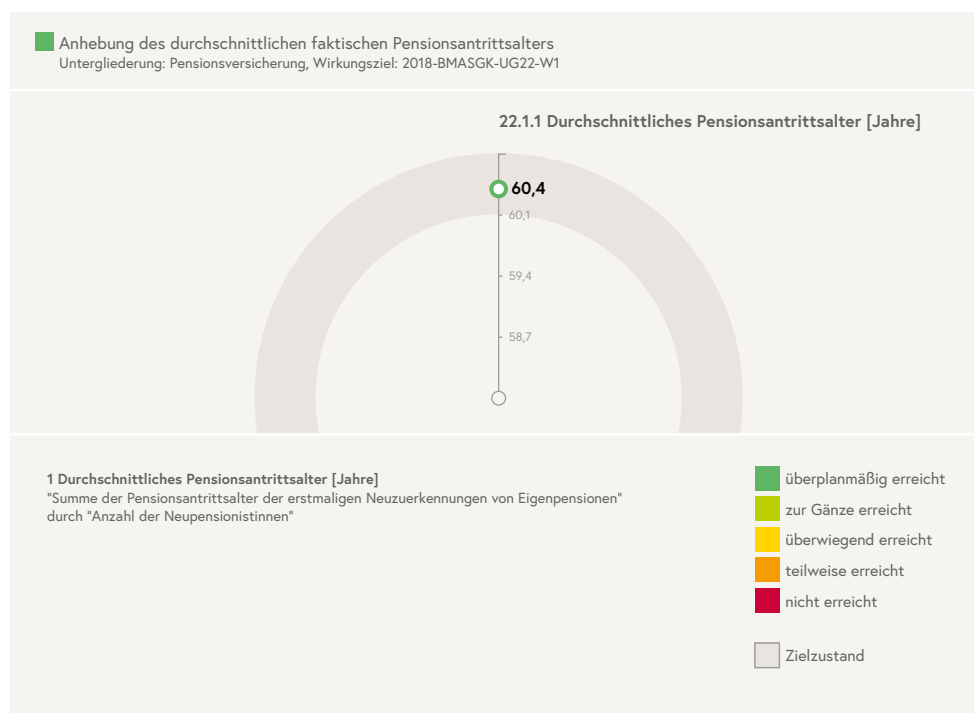 Anhebung des durchschnittlichen faktischen Pensionsantrittsalters
Untergliederung: Pensionsversicherung, Wirkungsziel: 2018-BMASGK-UG22-W1
22.1.1 Durchschnittliches Pensionsantrittsalter [Jahre]
60,4
60,1
59,4
58,7
1 Durchschnittliches Pensionsantrittsalter [Jahre]
"Summe der Pensionsantrittsalter der erstmaligen Neuzuerkennungen von Eigenpensionen"
durch "Anzahl der Neupensionistinnen"
überplanmäßig erreicht
zur Gänze erreicht
überwiegend erreicht
teilweise erreicht
nicht erreicht
Zielzustand